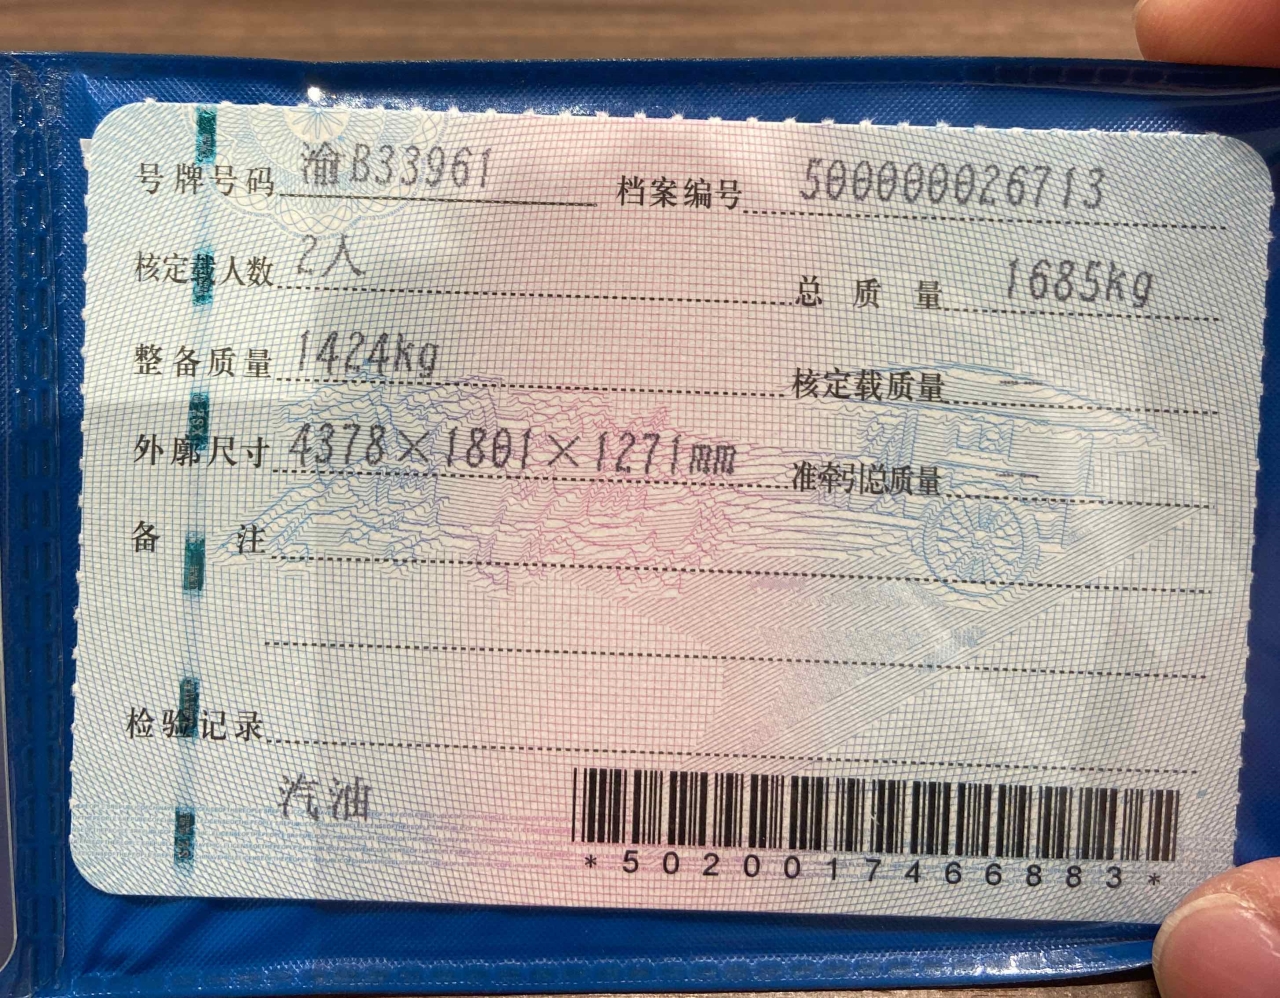 号牌号码 渝B33961 档案编号 500000026713
核定载人数 2人 总质量 1685kg
整备质量 1424kg 核定载质量 ---
外廓尺寸 4378×1801×1271mm 准牵引总质量 ---
备注
检验记录
汽油
*5020017466883*